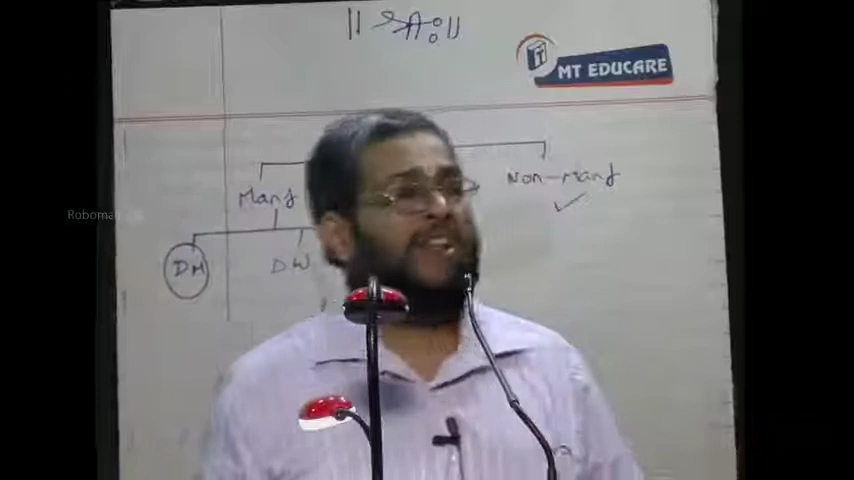 || श्री: ||
MT EDUCARE
Manf
Non-Manf
DM
DW